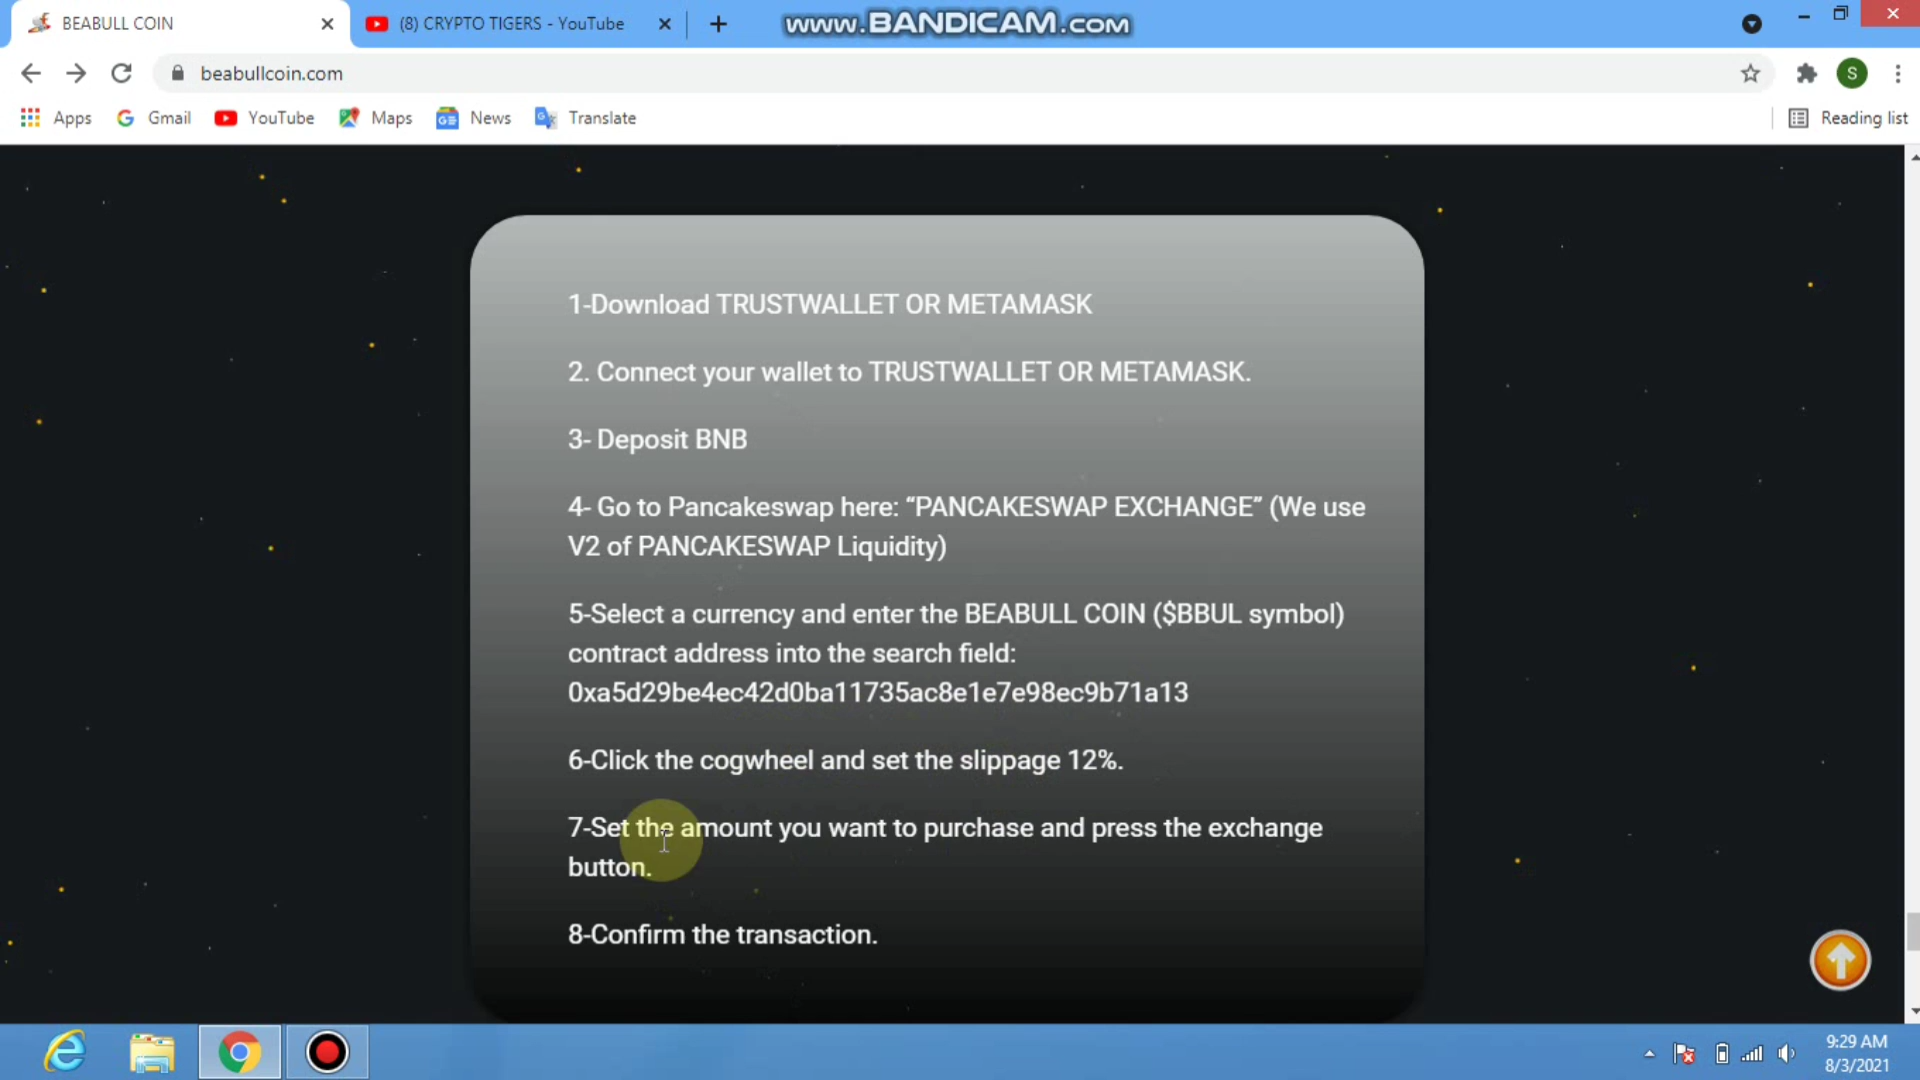 BEABULL COIN
(8) CRYPTO TIGERS - YouTube
www.BANDICAM.com
beabullcoin.com
S
Apps
Gmail
YouTube
Maps
News
Translate
Reading list
1-Download TRUSTWALLET OR METAMASK
2. Connect your wallet to TRUSTWALLET OR METAMASK.
3- Deposit BNB
4- Go to Pancakeswap here: “PANCAKESWAP EXCHANGE” (We use
V2 of PANCAKESWAP Liquidity)
5-Select a currency and enter the BEABULL COIN ($BBUL symbol)
contract address into the search field:
0xa5d29be4ec42d0ba11735ac8e1e7e98ec9b71a13
6-Click the cogwheel and set the slippage 12%.
7-Set the amount you want to purchase and press the exchange
button.
8-Confirm the transaction.
9:29 AM
8/3/2021